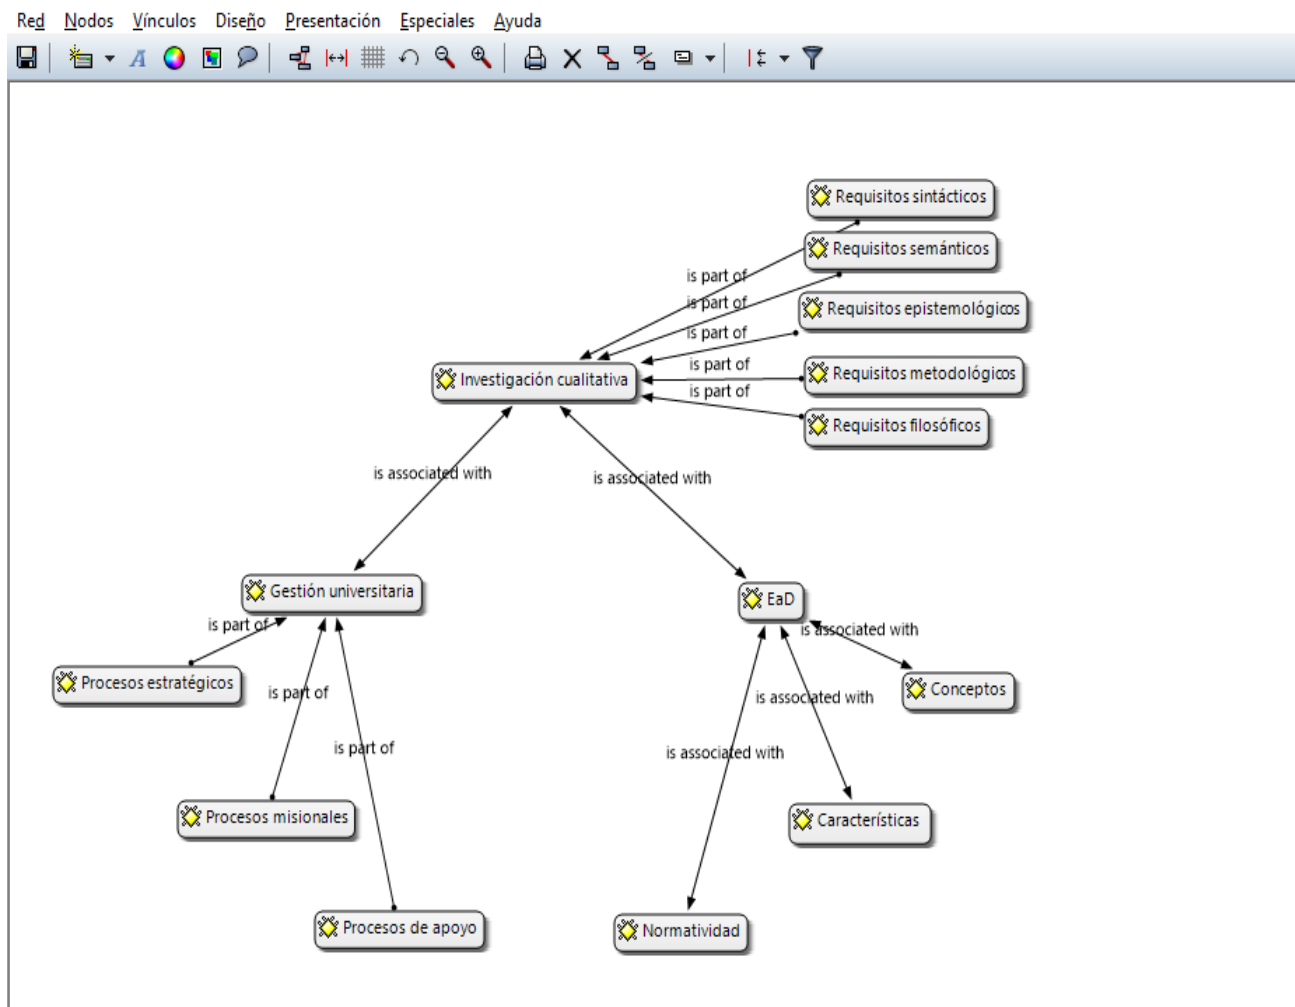 Red Nodos Vínculos Diseño Presentación Especiales Ayuda
A
Requisitos sintácticos
Requisitos semánticos
is part of
is part of
Requisitos epistemológicos
is part of
is part of
Requisitos metodológicos
Investigación cualitativa
is part of
Requisitos filosóficos
is associated with
is associated with
Gestión universitaria
EaD
is part of
is associated with
Procesos estratégicos
is part of
Conceptos
is associated with
is part of
is associated with
Procesos misionales
Características
Procesos de apoyo
Normatividad